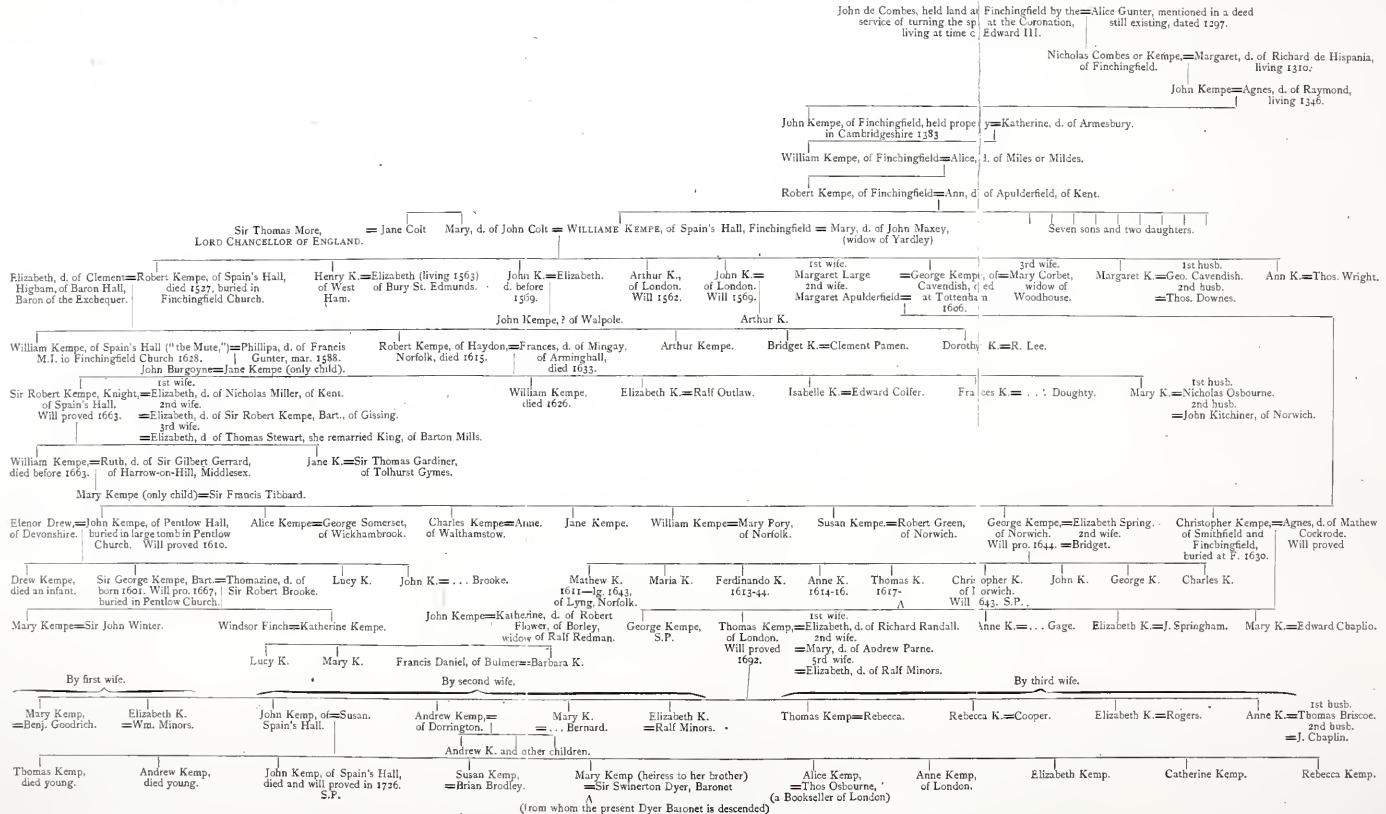 John de Combes, held land at Finchingfield by the=Alice Gunter, mentioned in a deed
service of turning the sp at the Coronation, still existing, dated 1297.
living at time o Edward III.
Nicholas Combes or Kempe,=Margaret, d. of Richard de Hispania,
of Finchingfield. living 1310.
John Kempe=Agnes, d. of Raymond,
living 1346.
John Kempe, of Finchingfield, held prope y=Katherine, d. of Armesbury.
in Cambridgeshire 1383
William Kempe, of Finchingfield=Alice, d. of Miles or Mildes.
Robert Kempe, of Finchingfield=Ann, d of Apulderfield, of Kent.
Sir Thomas More, = Jane Colt Mary, d. of John Colt = WILLIAME KEMPE, of Spain's Hall, Finchingfield = Mary, d. of John Maxey, Seven sons and two daughters.
LORD CHANCELLOR OF ENGLAND. (widow of Yardley)
1st wife. 3rd wife. 1st husb.
Elizabeth, d. of Clement=Robert Kempe, of Spain's Hall, Henry K.=Elizabeth (living 1563) John K.=Elizabeth. Arthur K., John K.= Margaret Large =George Kempe, of=Mary Corbet, Margaret K.=Geo. Cavendish. Ann K.=Thos. Wright.
Higbam, of Baron Hall, died 1527, buried in of West of Bury St. Edmunds. d. before of London. of London. 2nd wife. Cavendish, died widow of 2nd husb.
Baron of the Excbequer. Finchingfield Church. Ham. 1569. Will 1562. Will 1569. Margaret Apulderfield= at Tottenham Woodhouse. =Thos. Downes.
1606.
John Kempe, ? of Walpole. Arthur K.
William Kempe, of Spain's Hall ("tbe Mute,")=Phillipa, d. of Francis Robert Kempe, of Haydon,=Frances, d. of Mingay, Arthur Kempe. Bridget K.=Clement Pamen. Dorothy K.=R. Lee.
M.I. io Finchingfield Church 1628. Gunter, mar. 1588. Norfolk, died 1615. of Arminghall,
John Burgoyne=Jane Kempe (only child). died 1633.
1st wife. 1st husb.
Sir Robert Kempe, Knight,=Elizabeth, d. of Nicholas Miller, of Kent. William Kempe, Elizabeth K.=Ralf Outlaw. Isabelle K.=Edward Colfer. Fra ces K.= . . . Doughty. Mary K.=Nicholas Osbourne.
of Spain's Hall, 2nd wife. died 1626. 2nd husb.
Will proved 1663. =Elizabeth, d. of Sir Robert Kempe, Bart., of Gissing. =John Kitchiner, of Norwich.
3rd wife.
=Elizabeth, d of Thomas Stewart, she remarried King, of Barton Mills.
William Kempe,=Ruth, d. of Sir Gilbert Gerrard, Jane K.=Sir Thomas Gardiner,
died before 1663. of Harrow-on-Hill, Middlesex. of Tolhurst Gymes.
Mary Kempe (only child)=Sir Francis Tibbard.
Elenor Drew,=John Kempe, of Pentlow Hall, Alice Kempe=George Somerset, Charles Kempe=Anne. Jane Kempe. William Kempe=Mary Pory, Susan Kempe,=Robert Green, George Kempe,=Elizabeth Spring. Christopher Kempe,=Agnes, d. of Mathew
of Devonshire. buried in large tomb in Pentlow of Wickhambrook. of Walthamstow. of Norfolk. of Norwich. of Norwich. 2nd wife. of Smithfield and Cockrode.
Church. Will proved 1610. Will pro. 1644. =Bridget. Fincbingfield, Will proved
buried at F. 1630.
Drew Kempe, Sir George Kempe, Bart.=Thomazine, d. of Lucy K. John K.= . . . Brooke. Mathew K. Maria K. Ferdinando K. Anne K. Thomas K. Chri opher K. John K. George K. Charles K.
died an infant. born 1601. Will pro. 1667, Sir Robert Brooke. 1611—lg. 1643, 1613-44. 1614-16. 1617- of orwich.
buried in Pentlow Church. of Lyng, Norfolk. Will 643. S.P.
John Kempe=Katherine, d. of Robert 1st wife.
Mary Kempe=Sir John Winter. Windsor Finch=Katherine Kempe. Flower, of Borley, George Kempe, Thomas Kemp,=Elizabeth, d. of Richard Randall. Anne K.= . . . Gage. Elizabeth K.=J. Springham. Mary K.=Edward Chaplio.
widow of Ralf Redman. S.P. of London. 2nd wife.
Will proved =Mary, d. of Andrew Parne.
Lucy K. Mary K. Francis Daniel, of Bulmer=Barbara K. 1692. 3rd wife.
=Elizabeth, d. of Ralf Minors.
By first wife. By second wife. By third wife.
1st husb.
Mary Kemp, Elizabeth K. John Kemp, of=Susan. Andrew Kemp,= Mary K. Elizabeth K. Thomas Kemp=Rebecca. Rebecca K.=Cooper. Elizabeth K.=Rogers. Anne K.=Thomas Briscoe.
=Benj. Goodrich. =Wm. Minors. Spain's Hall. of Dorrington. = . . . Bernard. =Ralf Minors. 2nd husb.
=J. Chaplin.
Andrew K. and other children.
Thomas Kemp, Andrew Kemp, John Kemp, of Spain's Hall, Susan Kemp, Mary Kemp (heiress to her brother) Alice Kemp, Anne Kemp, Elizabeth Kemp. Catherine Kemp. Rebecca Kemp.
died young. died young. died and will proved in 1726. =Brian Brodley. =Sir Swinerton Dyer, Baronet =Thos Osbourne, of London.
S.P. (a Bookseller of London)
(from whom the present Dyer Baronet is descended)